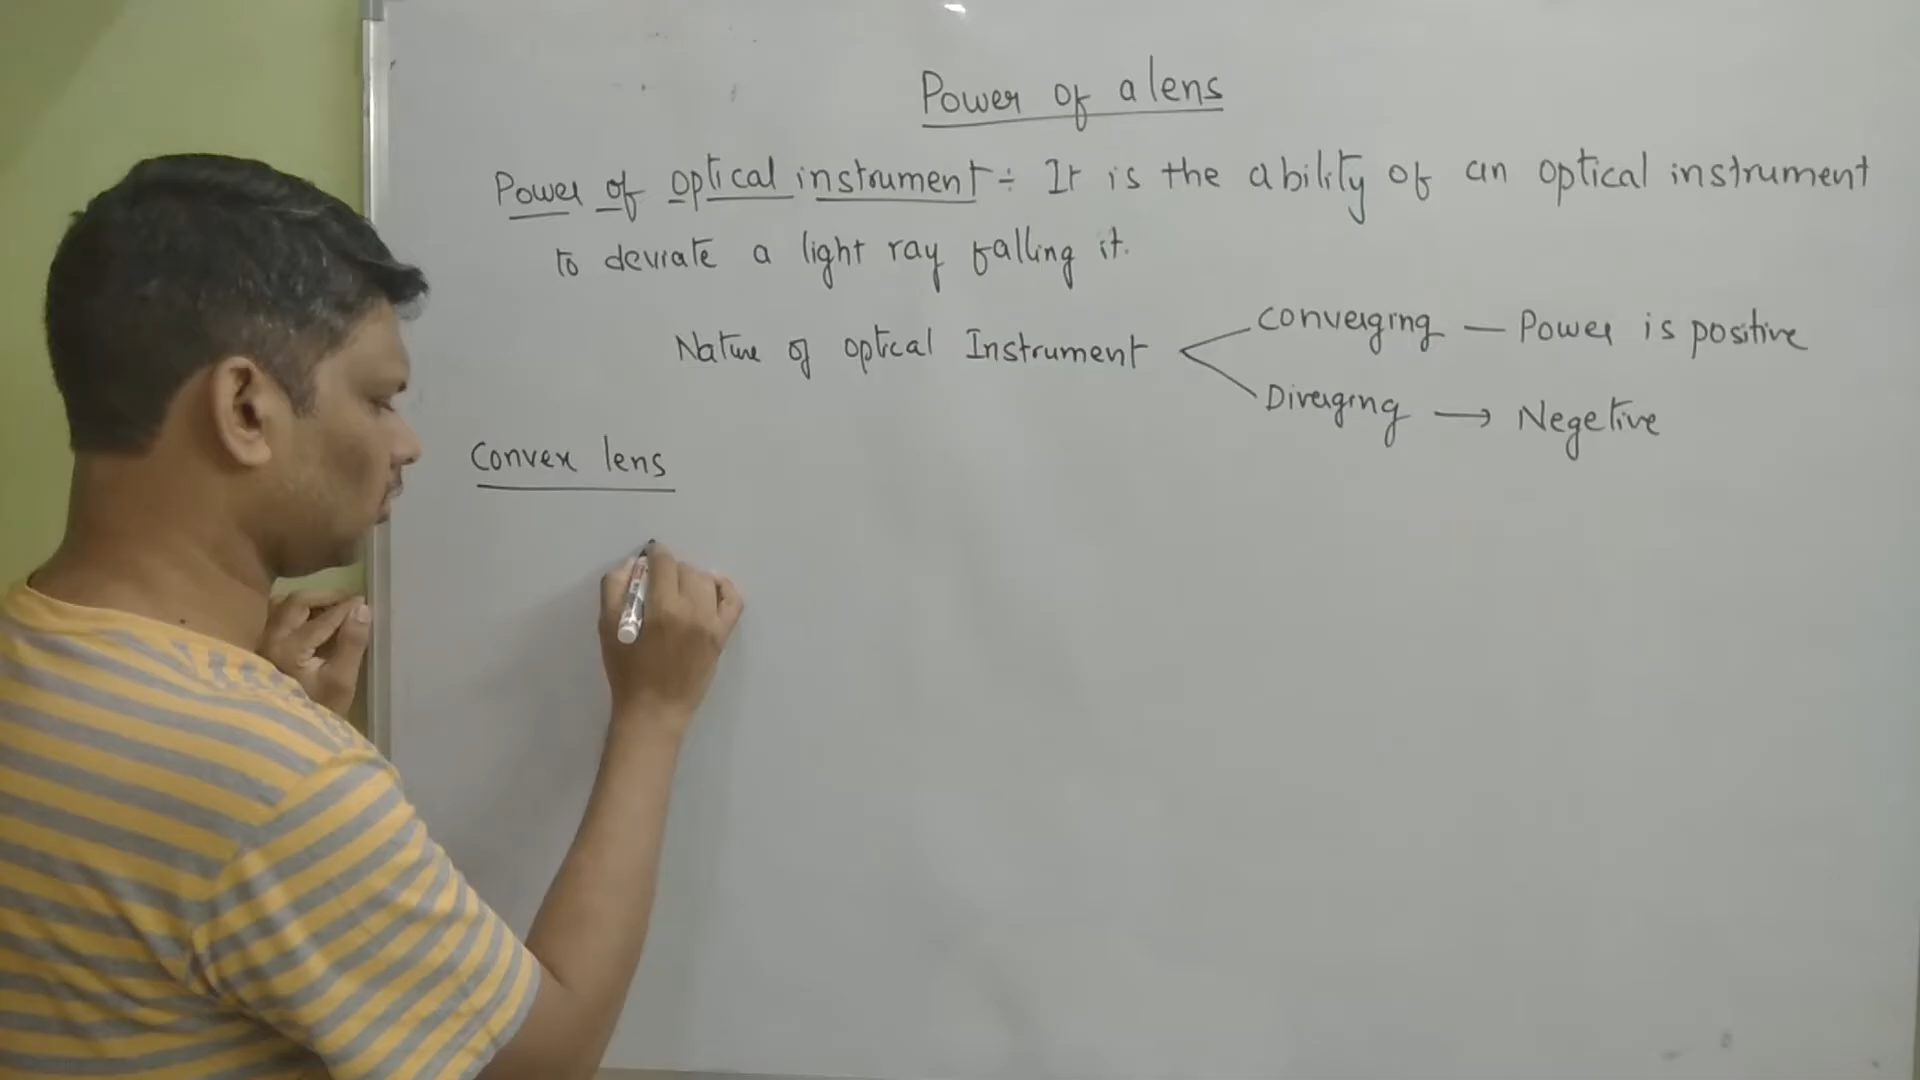 Power of a lens
Power of optical instrument ÷ It is the ability of an optical instrument
to deviate a light ray falling it.
Nature of optical Instrument
Converging — Power is positive
Diverging → Negetive
Convex lens